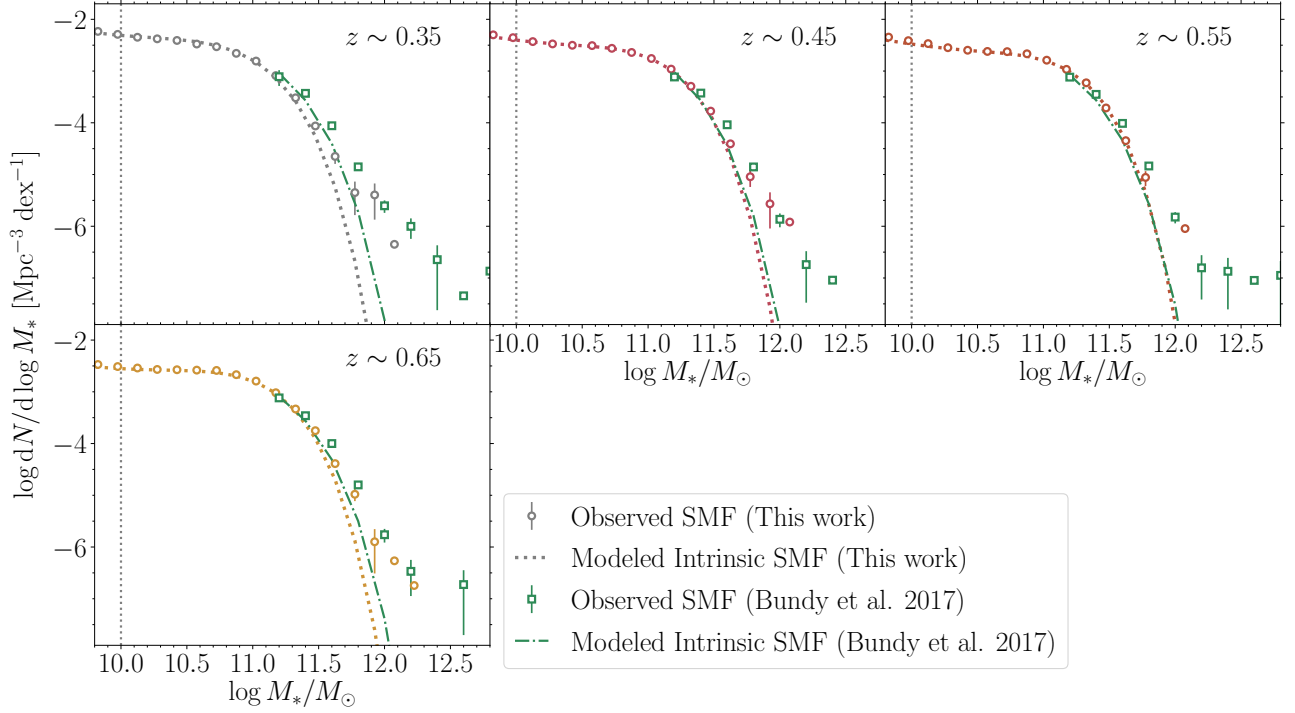 z ∼ 0.35
z ∼ 0.45
z ∼ 0.55
−2
−4
−6
10.0 10.5 11.0 11.5 12.0 12.5
log M∗/M⊙
10.0 10.5 11.0 11.5 12.0 12.5
log M∗/M⊙
z ∼ 0.65
−2
−4
−6
10.0 10.5 11.0 11.5 12.0 12.5
log M∗/M⊙
log dN/d log M∗ [Mpc⁻³ dex⁻¹]
Observed SMF (This work)
Modeled Intrinsic SMF (This work)
Observed SMF (Bundy et al. 2017)
Modeled Intrinsic SMF (Bundy et al. 2017)